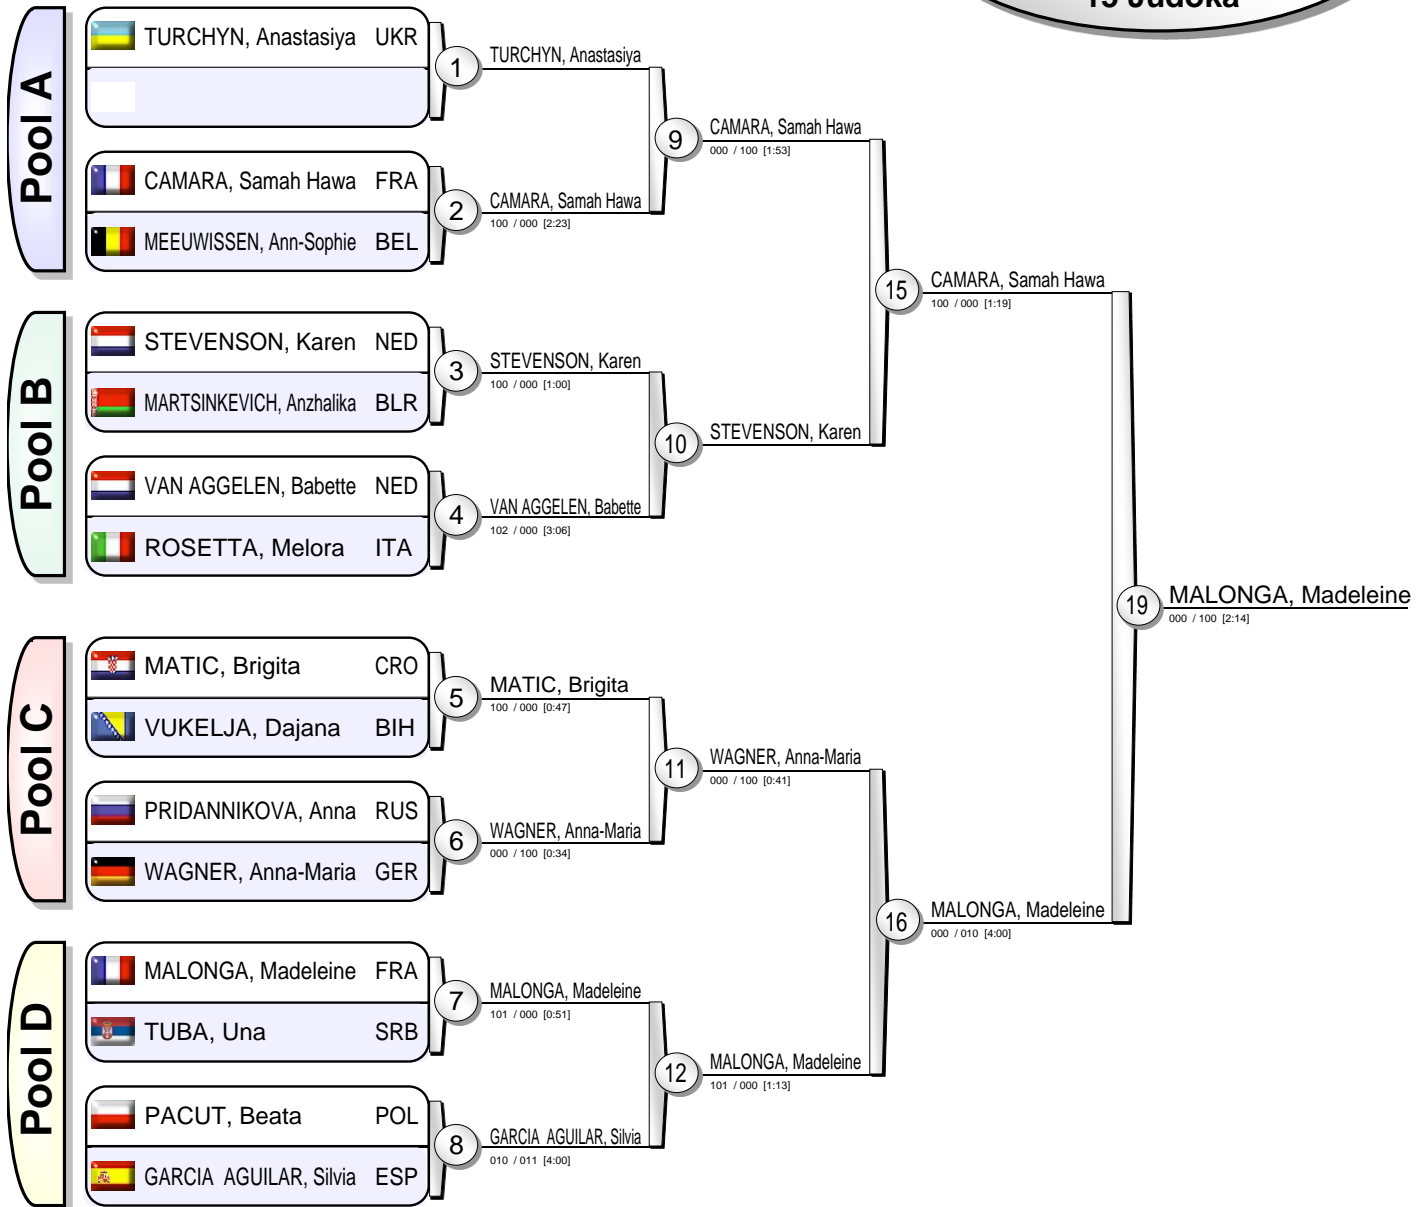 15 Judoka
Pool A
TURCHYN, Anastasiya UKR
CAMARA, Samah Hawa FRA
MEEUWISSEN, Ann-Sophie BEL
Pool B
STEVENSON, Karen NED
MARTSINKEVICH, Anzhalika BLR
VAN AGGELEN, Babette NED
ROSETTA, Melora ITA
Pool C
MATIC, Brigita CRO
VUKELJA, Dajana BIH
PRIDANNIKOVA, Anna RUS
WAGNER, Anna-Maria GER
Pool D
MALONGA, Madeleine FRA
TUBA, Una SRB
PACUT, Beata POL
GARCIA AGUILAR, Silvia ESP
1
TURCHYN, Anastasiya
2
CAMARA, Samah Hawa
100 / 000 [2:23]
3
STEVENSON, Karen
100 / 000 [1:00]
4
VAN AGGELEN, Babette
102 / 000 [3:06]
5
MATIC, Brigita
100 / 000 [0:47]
6
WAGNER, Anna-Maria
000 / 100 [0:34]
7
MALONGA, Madeleine
101 / 000 [0:51]
8
GARCIA AGUILAR, Silvia
010 / 011 [4:00]
9
CAMARA, Samah Hawa
000 / 100 [1:53]
10
STEVENSON, Karen
11
WAGNER, Anna-Maria
000 / 100 [0:41]
12
MALONGA, Madeleine
101 / 000 [1:13]
15
CAMARA, Samah Hawa
100 / 000 [1:19]
16
MALONGA, Madeleine
000 / 010 [4:00]
19
MALONGA, Madeleine
000 / 100 [2:14]